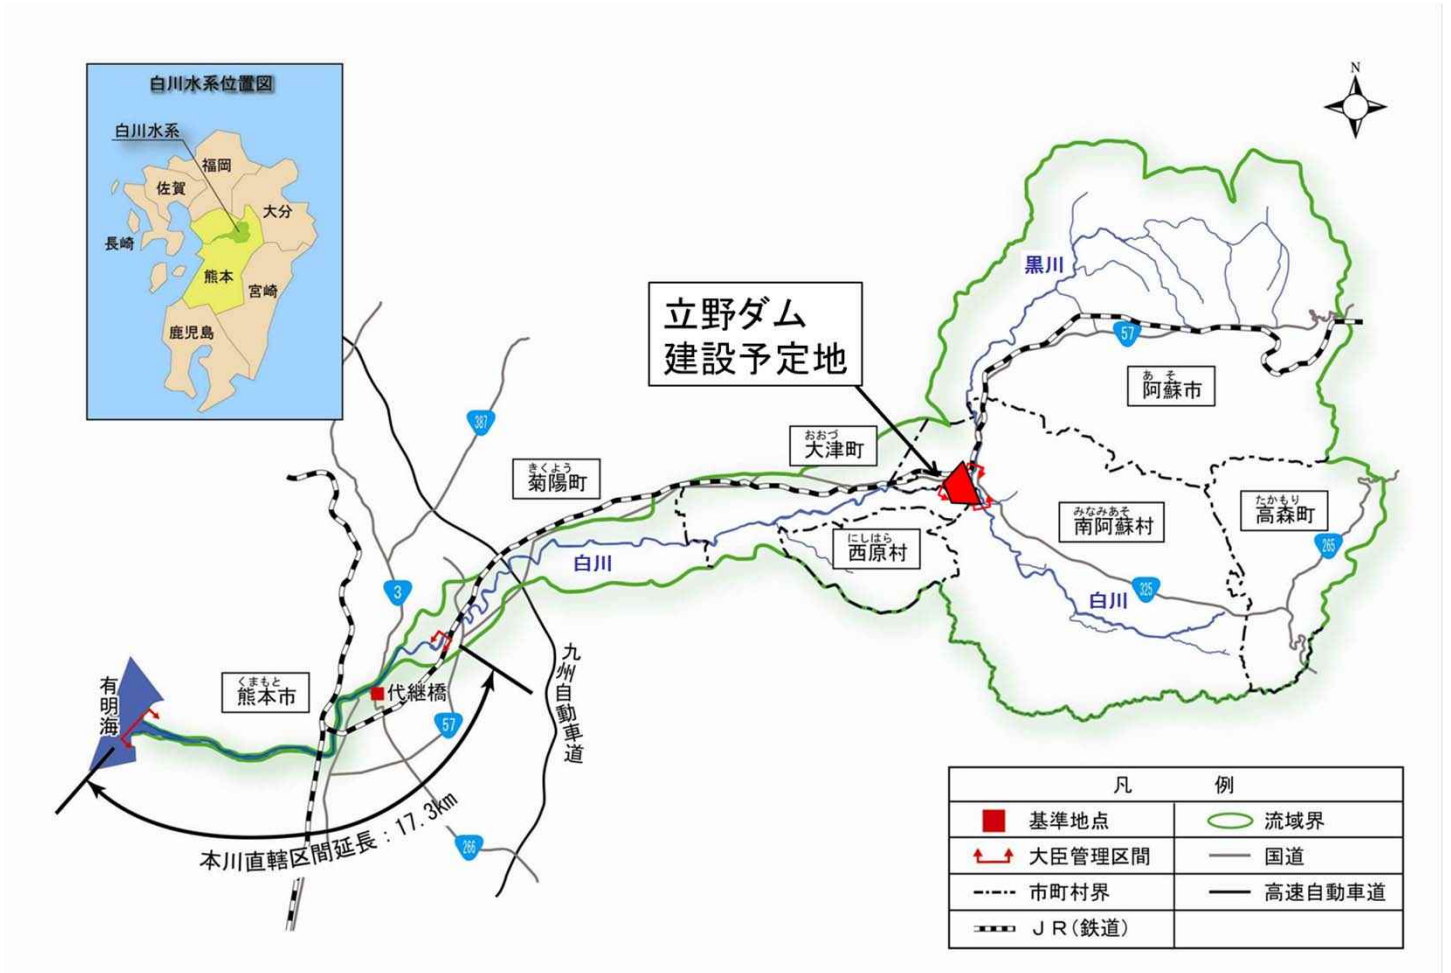 白川水系位置図
白川水系
福岡
佐賀
大分
長崎
熊本
宮崎
鹿児島
N
黒川
立野ダム
建設予定地
57
あそ
阿蘇市
387
おおづ
大津町
きくよう
菊陽町
たかもり
高森町
みなみあそ
南阿蘇村
にしはら
西原村
265
白川
3
325
白川
くまもと
熊本市
有明海
代継橋
57
九州自動車道
本川直轄区間延長：17.3km
266
凡 例
基準地点
流域界
大臣管理区間
国道
市町村界
高速自動車道
ＪＲ(鉄道)